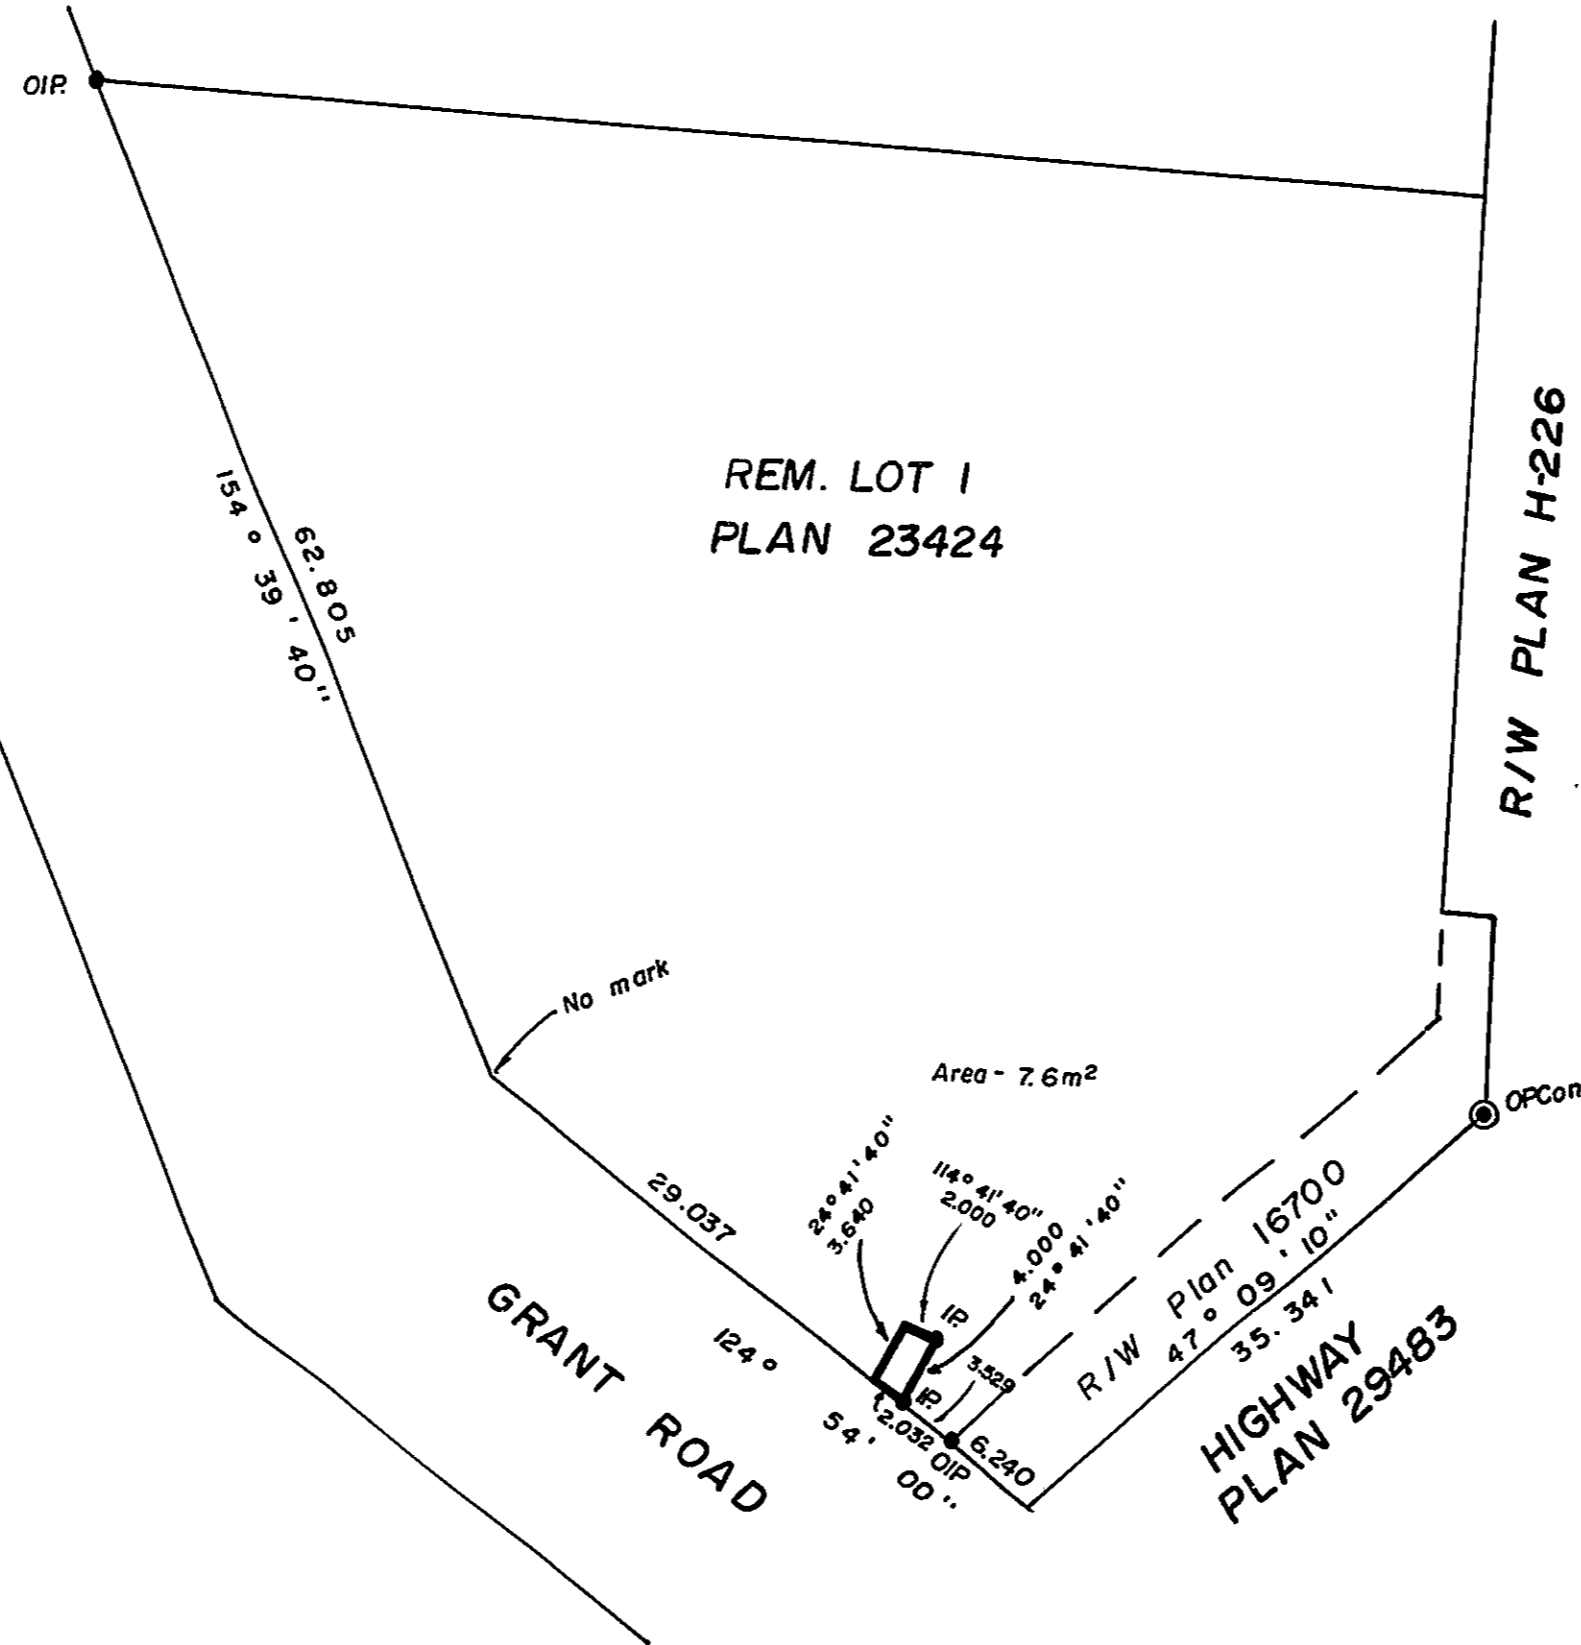 OIP.
REM. LOT 1
PLAN 23424
R/W PLAN H-226
62.805
154° 39' 40"
No mark
Area - 7.6m²
OPCon
24°41'40"
3.640
114°41'40"
2.000
4.000
24°41'40"
29.037
IP.
IP.
3.529
2.032
OIP
6.240
124° 54' 00"
R/W Plan 16700
47° 09' 10"
35.341
GRANT ROAD
HIGHWAY
PLAN 29483